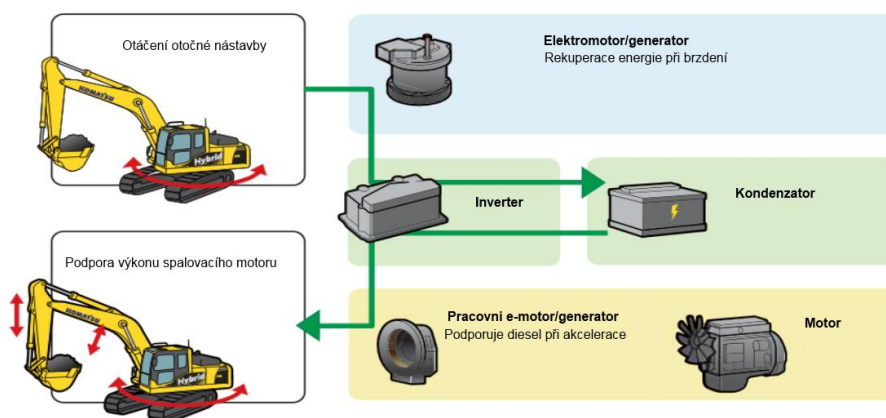 Otáčení otočné nástavby
KOMATSU
Hybrid
Elektromotor/generator
Rekuperace energie při brzdení
Inverter
Kondenzator
Podpora výkonu spalovacího motoru
KOMATSU
Hybrid
Pracovni e-motor/generator
Podporuje diesel při akcelerace
Motor